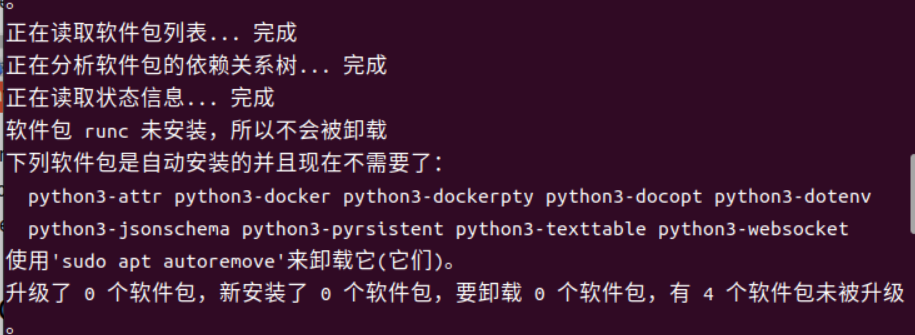 。
正在读取软件包列表... 完成
正在分析软件包的依赖关系树... 完成
正在读取状态信息... 完成
软件包 runc 未安装，所以不会被卸载
下列软件包是自动安装的并且现在不需要了：
python3-attr python3-docker python3-dockerpty python3-docopt python3-dotenv
python3-jsonschema python3-pyrsistent python3-texttable python3-websocket
使用'sudo apt autoremove'来卸载它(它们)。
升级了 0 个软件包，新安装了 0 个软件包，要卸载 0 个软件包，有 4 个软件包未被升级
。